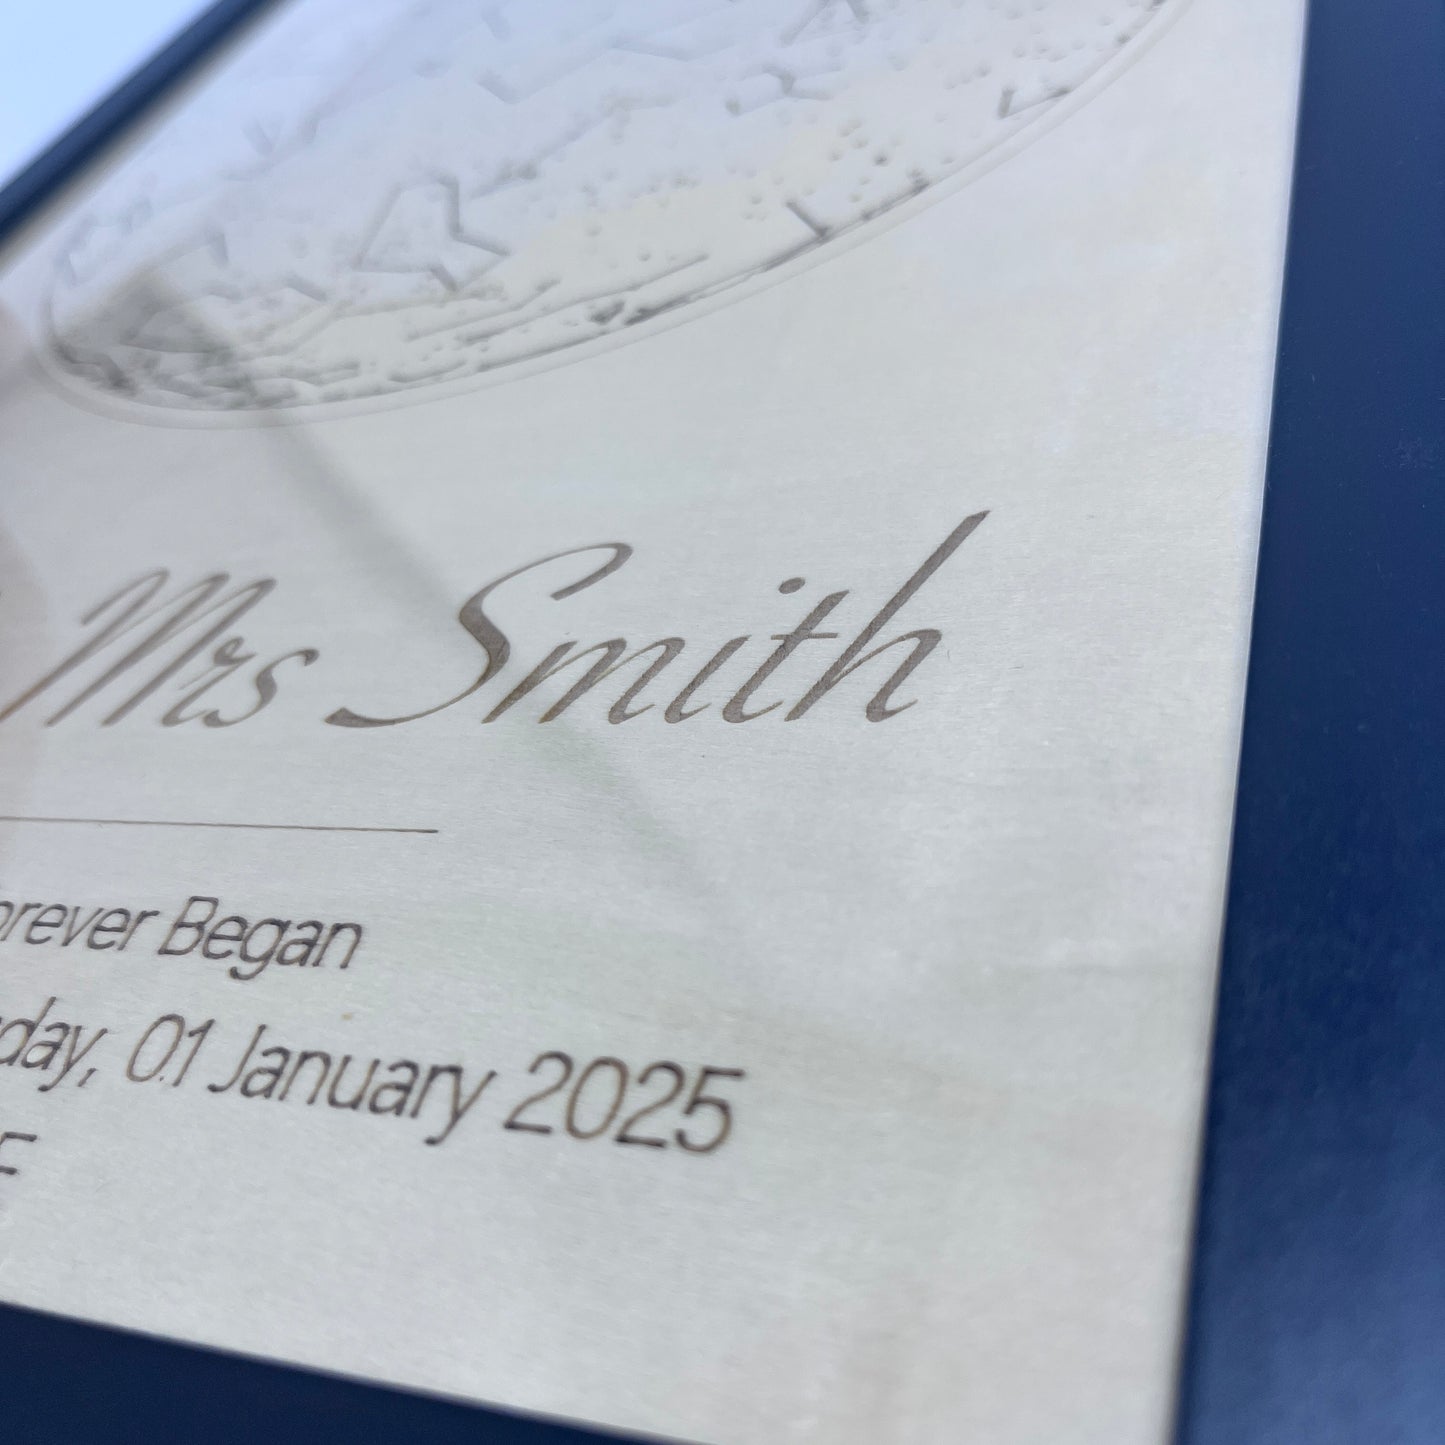 Mrs Smith
orever Began
day, 01 January 2025